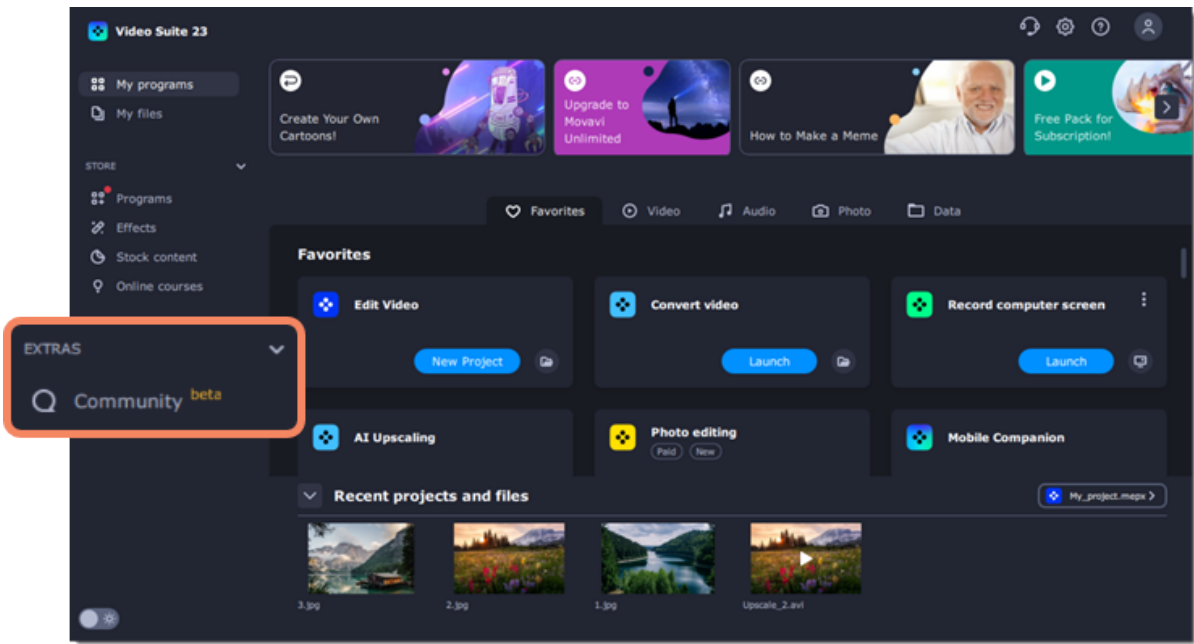 Video Suite 23
My programs
My files
STORE
Programs
Effects
Stock content
Online courses
EXTRAS
Community beta
Create Your Own
Cartoons!
Upgrade to
Movavi
Unlimited
How to Make a Meme
Free Pack for
Subscription!
Favorites
Video
Audio
Photo
Data
Favorites
Edit Video
New Project
Convert video
Launch
Record computer screen
Launch
AI Upscaling
Photo editing
Paid New
Mobile Companion
Recent projects and files
My_project.mepx
3.jpg
2.jpg
1.jpg
Upscale_2.avi